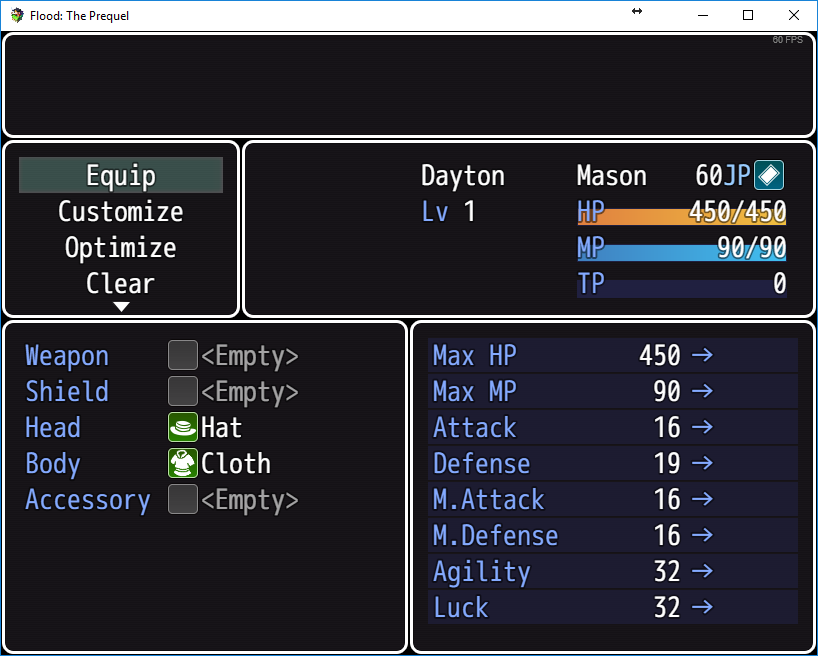 Flood: The Prequel
60 FPS
Equip
Customize
Optimize
Clear
Dayton Mason 60JP
Lv 1 HP 450/450
MP 90/90
TP 0
Weapon <Empty>
Shield <Empty>
Head Hat
Body Cloth
Accessory <Empty>
Max HP 450 →
Max MP 90 →
Attack 16 →
Defense 19 →
M.Attack 16 →
M.Defense 16 →
Agility 32 →
Luck 32 →